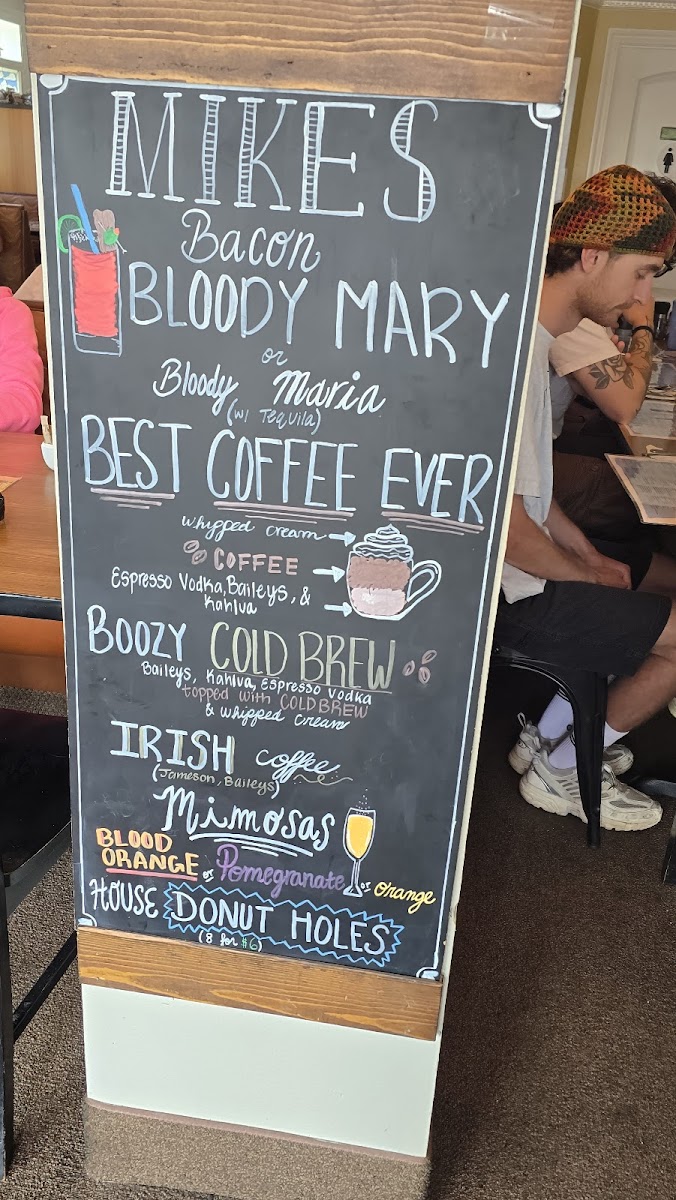 MIKES
Bacon
BLOODY MARY
or
Bloody Maria
(w/ Tequila)
BEST COFFEE EVER
whipped cream
COFFEE
Espresso Vodka, Baileys, &
Kahlua
BOOZY COLD BREW
Baileys, Kahlua, Espresso Vodka
topped with COLD BREW
& whipped cream
IRISH coffee
(Jameson, Baileys)
Mimosas
BLOOD
ORANGE or Pomegranate or orange
HOUSE DONUT HOLES
(8 for $6)